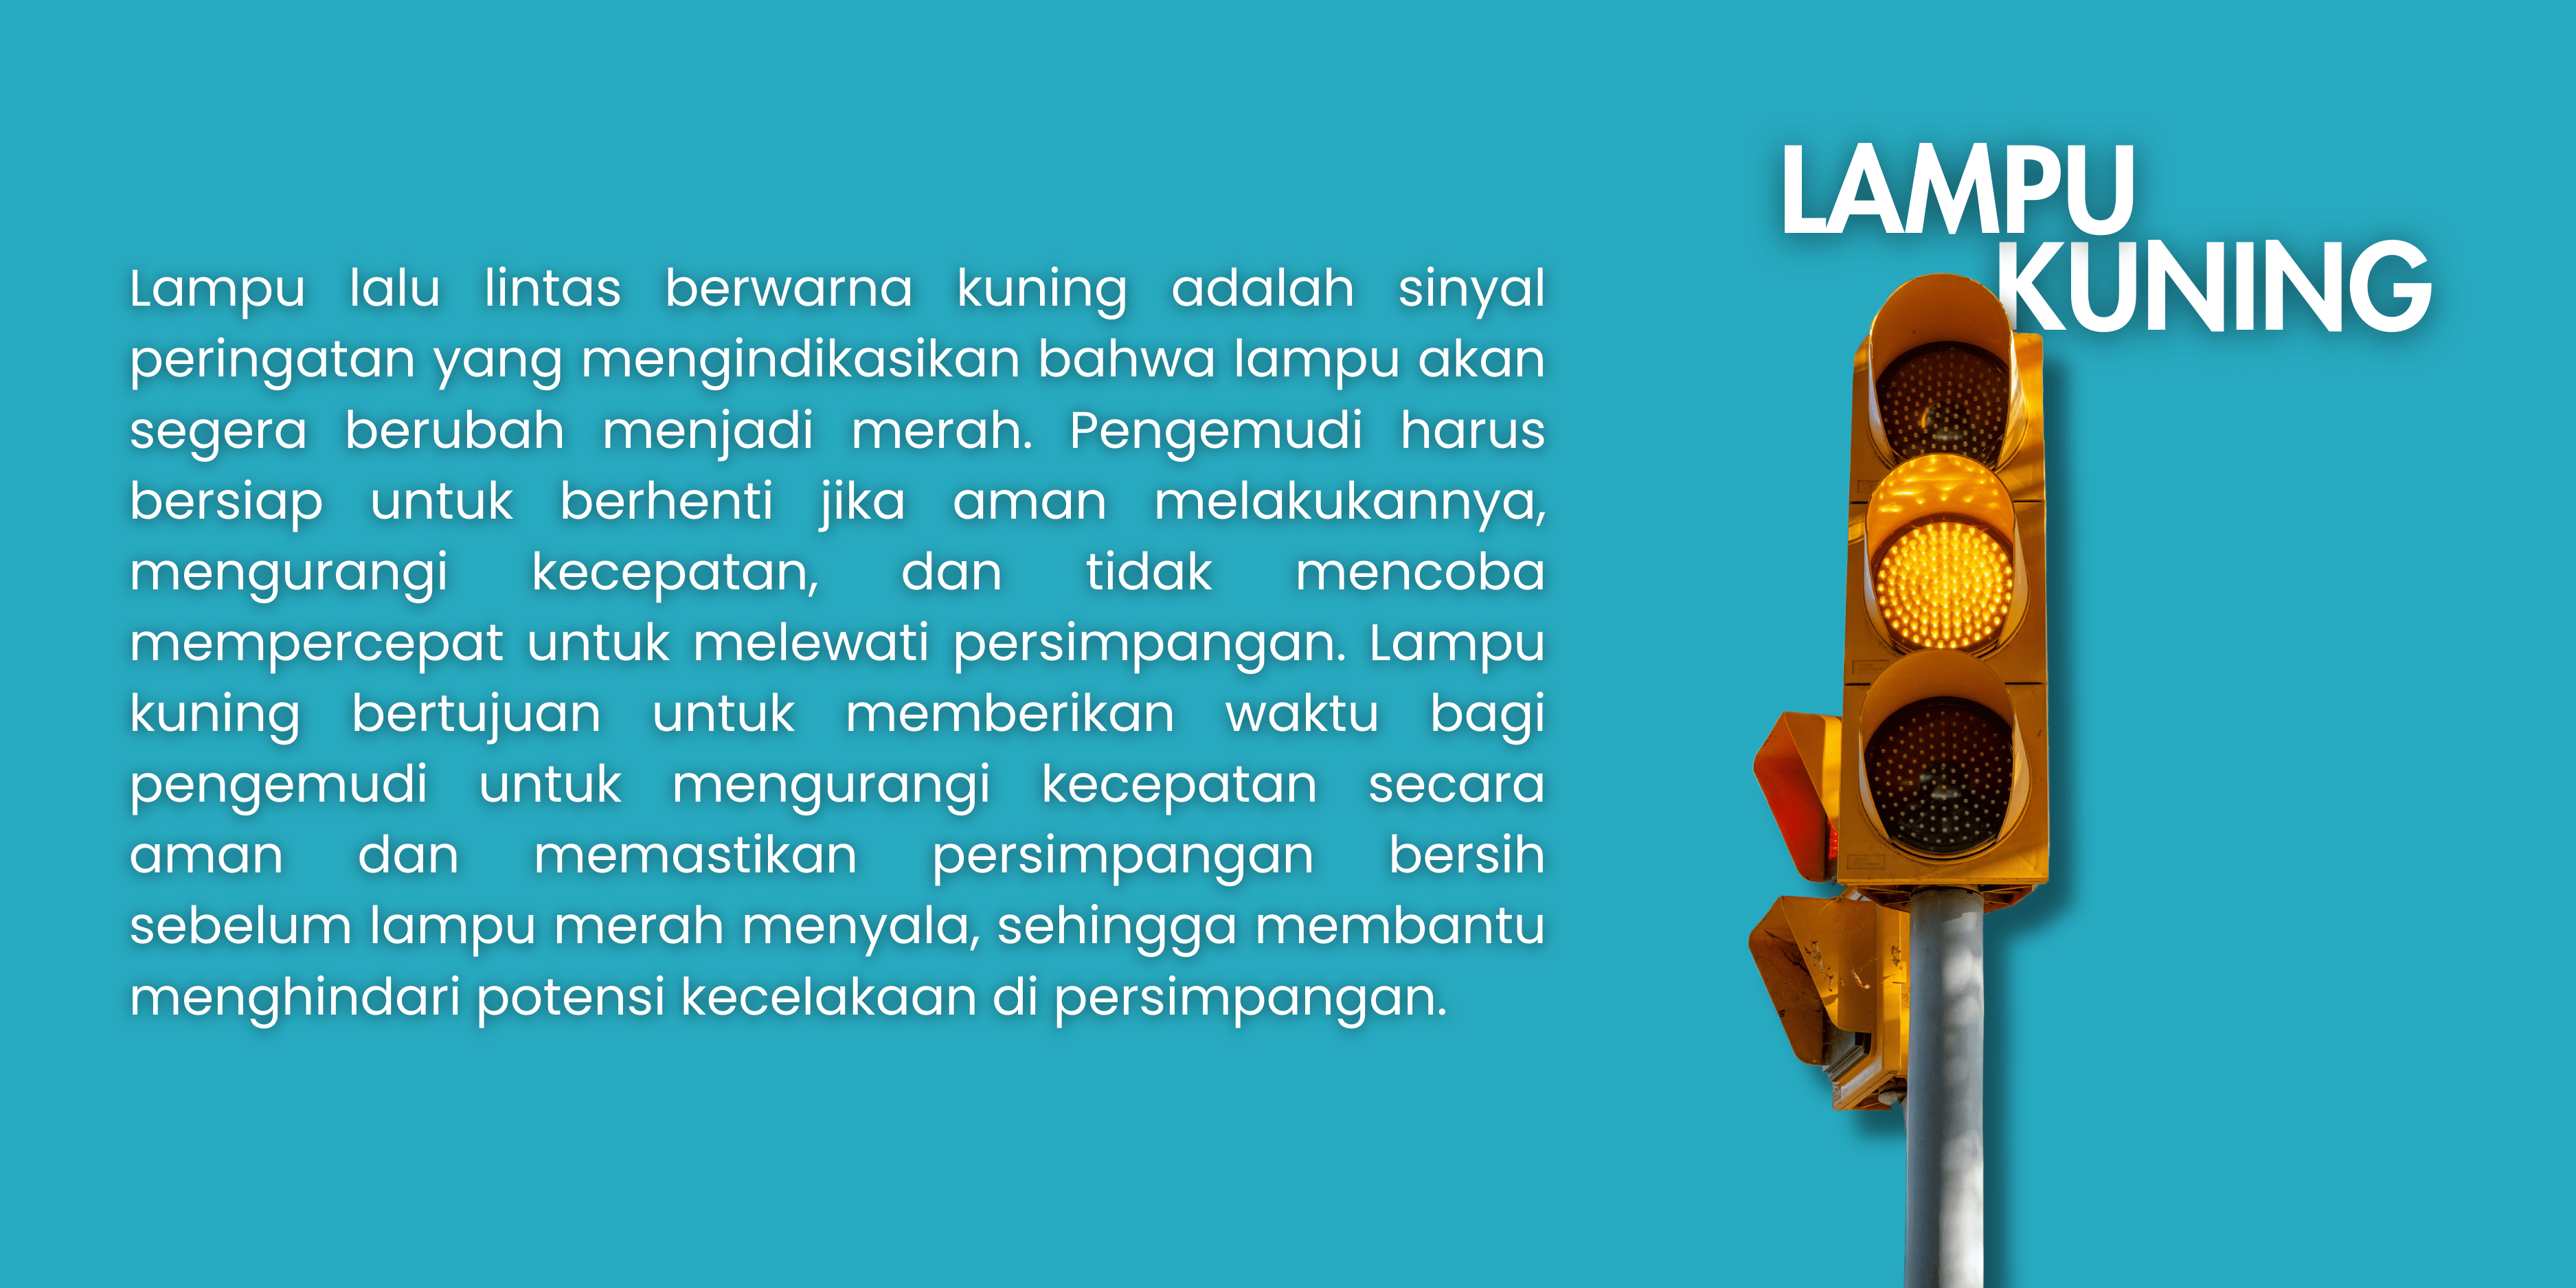 LAMPU
KUNING
Lampu lalu lintas berwarna kuning adalah sinyal
peringatan yang mengindikasikan bahwa lampu akan
segera berubah menjadi merah. Pengemudi harus
bersiap untuk berhenti jika aman melakukannya,
mengurangi kecepatan, dan tidak mencoba
mempercepat untuk melewati persimpangan. Lampu
kuning bertujuan untuk memberikan waktu bagi
pengemudi untuk mengurangi kecepatan secara
aman dan memastikan persimpangan bersih
sebelum lampu merah menyala, sehingga membantu
menghindari potensi kecelakaan di persimpangan.